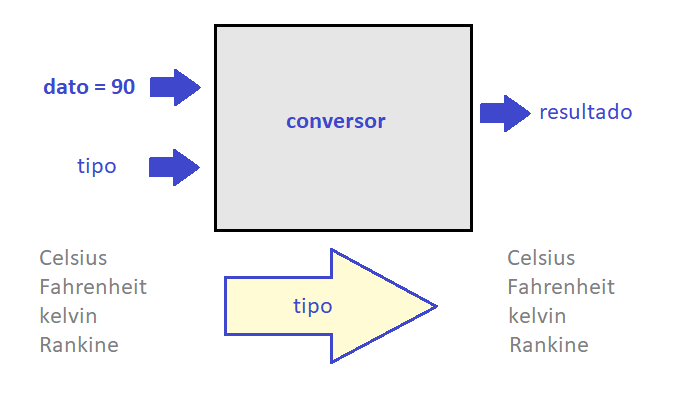 dato = 90
conversor
resultado
tipo
Celsius
Fahrenheit
kelvin
Rankine
tipo
Celsius
Fahrenheit
kelvin
Rankine